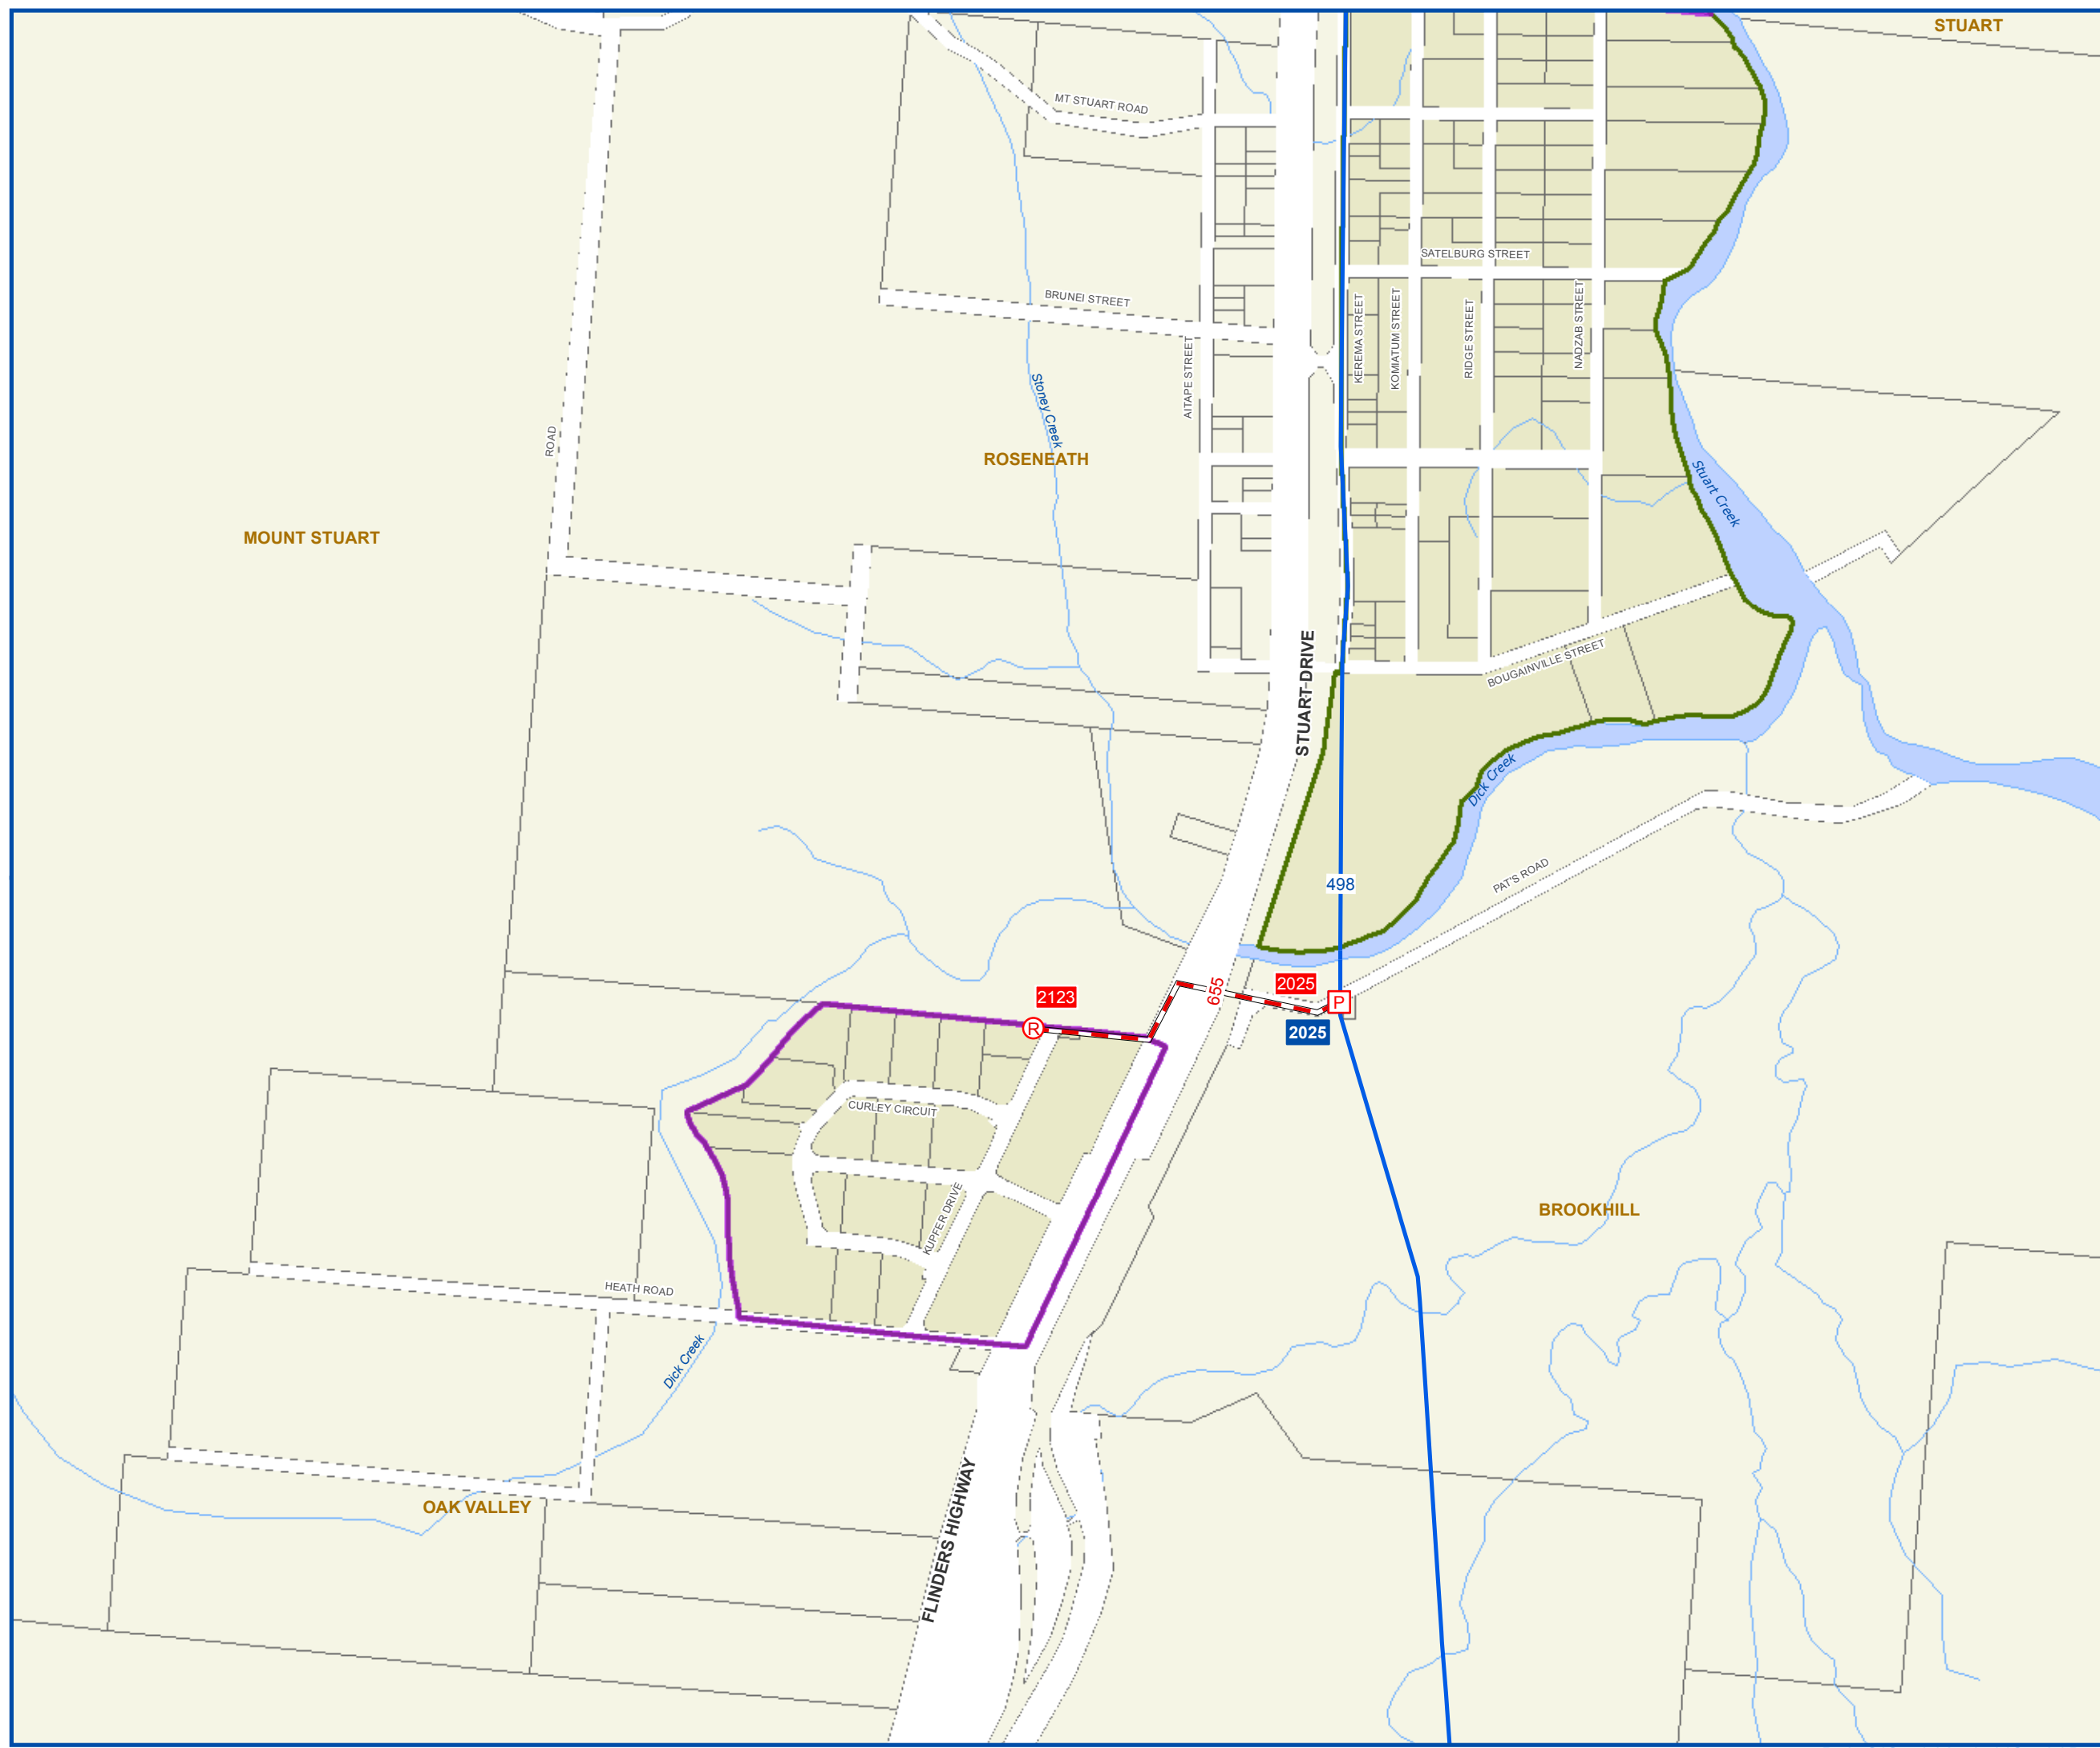 STUART
MT STUART ROAD
SATELBURG STREET
BRUNEI STREET
KEREMA STREET
KOMIATUM STREET
RIDGE STREET
NADZAB STREET
AITAPE STREET
Stoney Creek
ROAD
ROSENEATH
Stuart Creek
MOUNT STUART
STUART DRIVE
BOUGAINVILLE STREET
Dick Creek
498
PAT'S ROAD
655
2025
2123
P
R
2025
CURLEY CIRCUIT
KUPFER DRIVE
BROOKHILL
HEATH ROAD
Dick Creek
OAK VALLEY
FLINDERS HIGHWAY